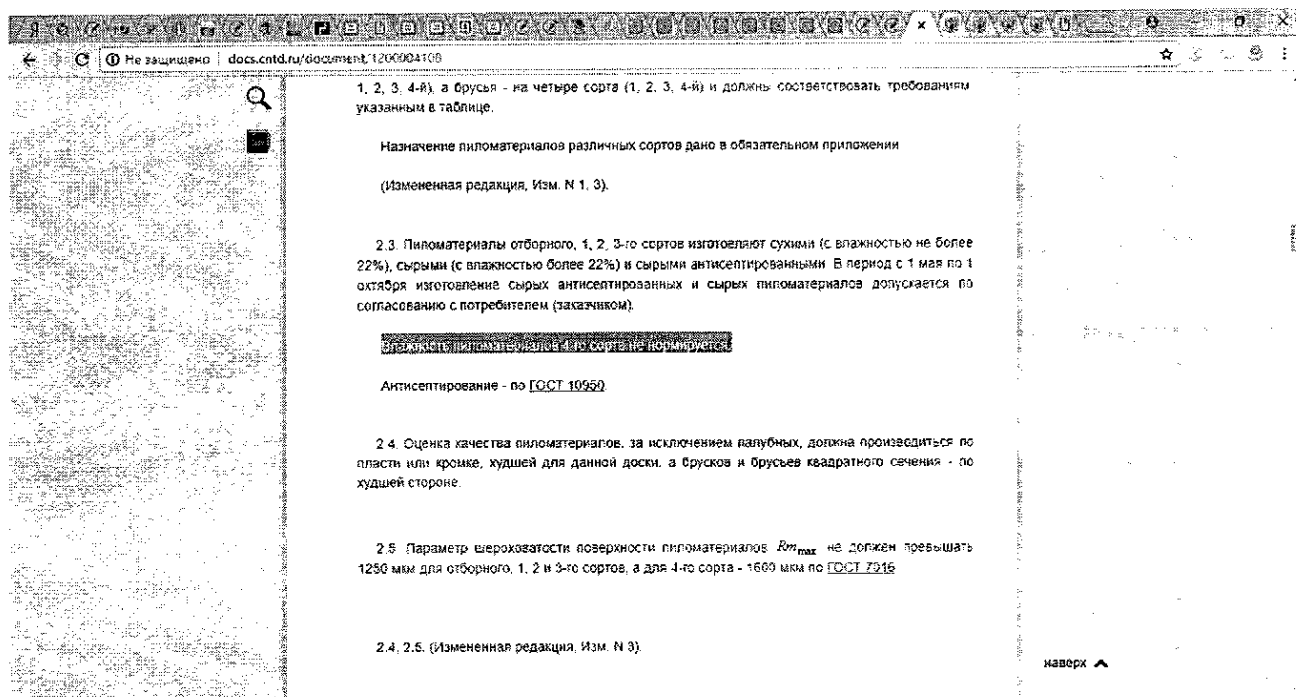 Не защищено | docs.cntd.ru/document/1200004108
1, 2, 3, 4-й), а брусья - на четыре сорта (1, 2, 3, 4-й) и должны соответствовать требованиям,
указанным в таблице.
Назначение пиломатериалов различных сортов дано в обязательном приложении
(Измененная редакция, Изм. N 1, 3).
2.3. Пиломатериалы отборного, 1, 2, 3-го сортов изготовляют сухими (с влажностью не более
22%), сырыми (с влажностью более 22%) и сырыми антисептированными. В период с 1 мая по 1
октября изготовление сырых антисептированных и сырых пиломатериалов допускается по
согласованию с потребителем (заказчиком).
Влажность пиломатериалов 4-го сорта не нормируется.
Антисептирование - по ГОСТ 10950.
2.4. Оценка качества пиломатериалов, за исключением палубных, должна производиться по
пласти или кромке, худшей для данной доски, а брусков и брусьев квадратного сечения - по
худшей стороне.
2.5. Параметр шероховатости поверхности пиломатериалов Rm max не должен превышать
1250 мкм для отборного, 1, 2 и 3-го сортов, а для 4-го сорта - 1600 мкм по ГОСТ 7016.
2.4, 2.5. (Измененная редакция, Изм. N 3).
наверх